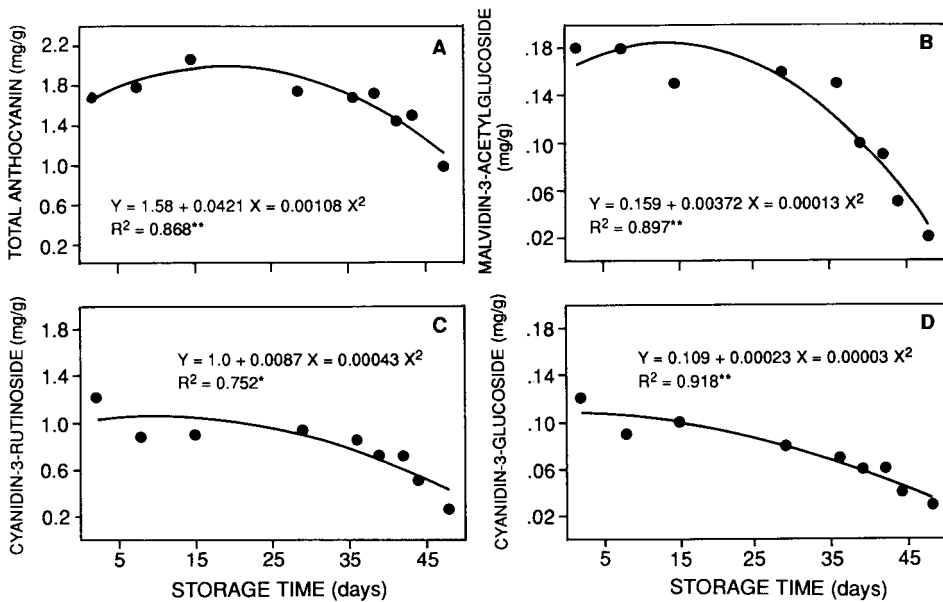 A
TOTAL ANTHOCYANIN (mg/g)
2.2
1.8
1.4
1.0
0.6
0.2
Y = 1.58 + 0.0421 X = 0.00108 X²
R² = 0.868**
B
MALVIDIN-3-ACETYLGLUCOSIDE
(mg/g)
.18
.14
.06
.02
Y = 0.159 + 0.00372 X = 0.00013 X²
R² = 0.897**
C
CYANIDIN-3-RUTINOSIDE (mg/g)
1.8
1.4
1.0
0.6
0.2
Y = 1.0 + 0.0087 X = 0.00043 X²
R² = 0.752*
5 15 25 35 45
STORAGE TIME (days)
D
CYANIDIN-3-GLUCOSIDE (mg/g)
.18
.14
.10
.06
.02
Y = 0.109 + 0.00023 X = 0.00003 X²
R² = 0.918**
5 15 25 35 45
STORAGE TIME (days)